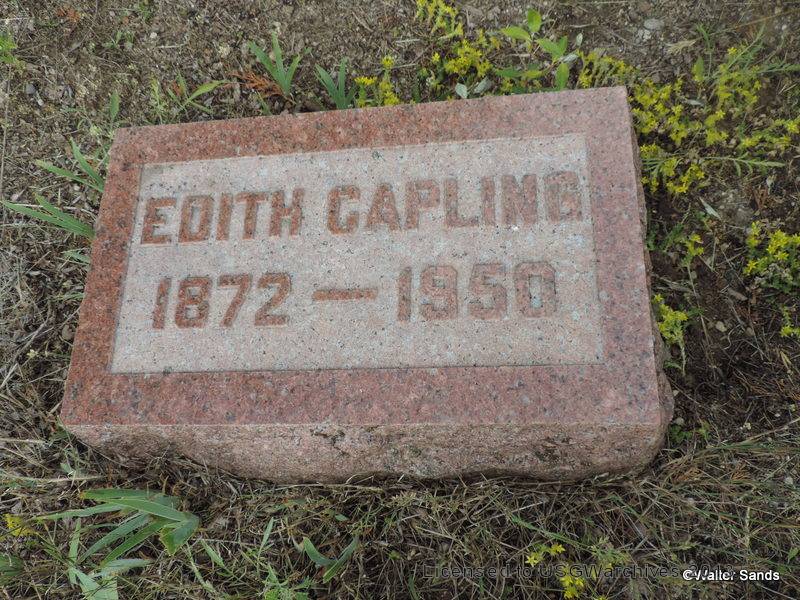 EDITH CAPLING
1872 — 1950
Licensed to USGWarchives
©Walter Sands